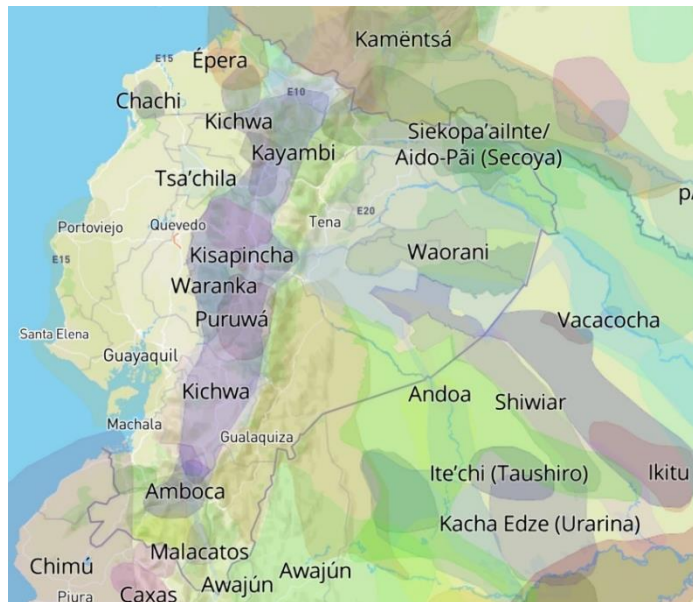 Kamëntsá
E15
Épera
E10
Chachi
Kichwa
Siekopa'aiInte/
Aido-Pãi (Secoya)
Kayambi
Tsa'chila
Tena
E20
Portoviejo
Quevedo
Kisapincha
Waorani
E15
Waranka
Puruwá
Vacacocha
Santa Elena
Guayaquil
Kichwa
Andoa
Shiwiar
Machala
Gualaquiza
Ite'chi (Taushiro)
Ikitu
Amboca
Kacha Edze (Urarina)
Malacatos
Chimú
Awajún
Awajún
Caxas
Piura